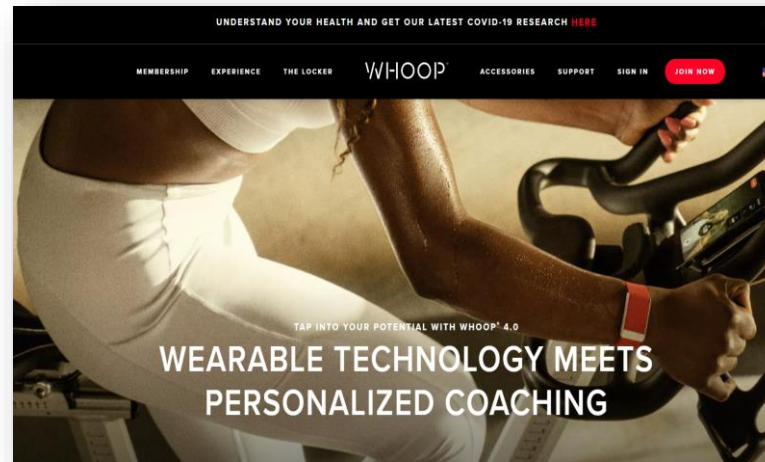 UNDERSTAND YOUR HEALTH AND GET OUR LATEST COVID-19 RESEARCH HERE
MEMBERSHIP EXPERIENCE THE LOCKER WHOOP® ACCESSORIES SUPPORT SIGN IN JOIN NOW
TAP INTO YOUR POTENTIAL WITH WHOOP® 4.0
WEARABLE TECHNOLOGY MEETS
PERSONALIZED COACHING